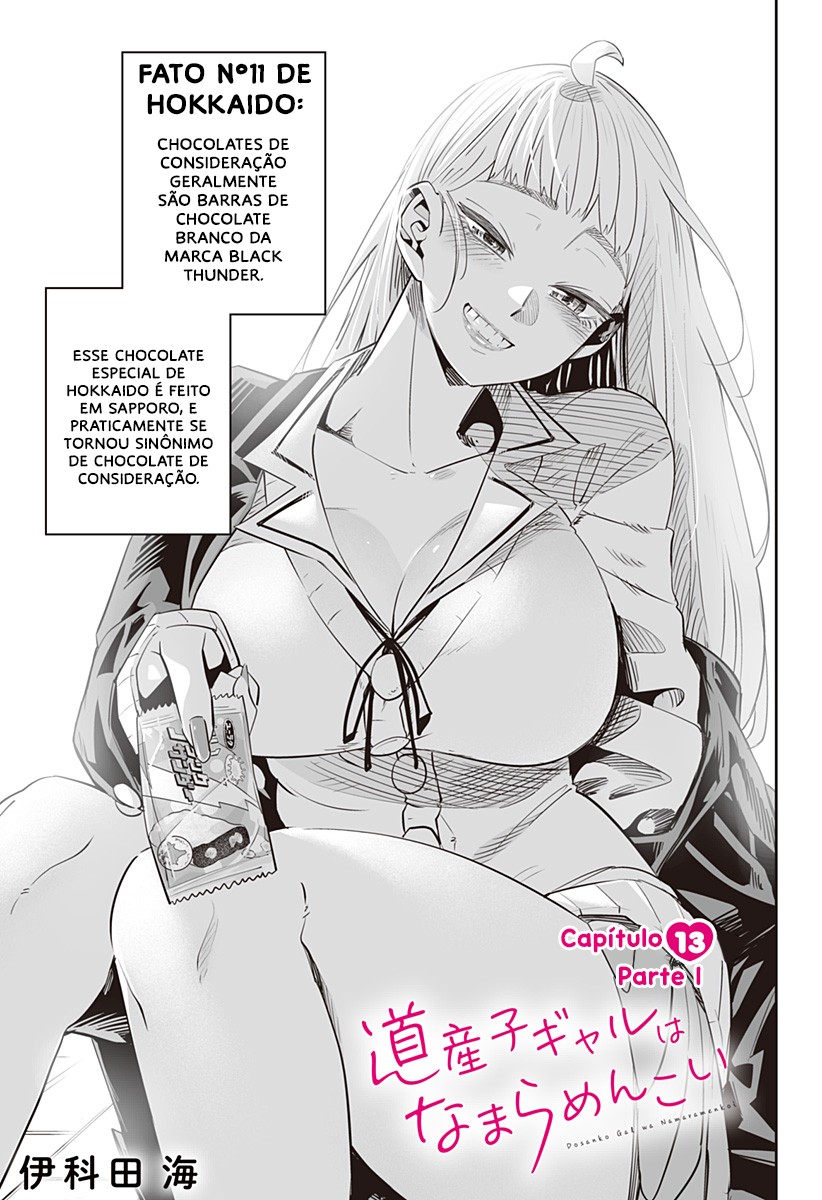 FATO Nº11 DE
HOKKAIDO:
CHOCOLATES DE
CONSIDERAÇÃO
GERALMENTE
SÃO BARRAS DE
CHOCOLATE
BRANCO DA
MARCA BLACK
THUNDER.
ESSE CHOCOLATE
ESPECIAL DE
HOKKAIDO É FEITO
EM SAPPORO, E
PRATICAMENTE SE
TORNOU SINÔNIMO
DE CHOCOLATE DE
CONSIDERAÇÃO.
Capítulo 13
Parte 1
道産子ギャルは
なまらめんこい
Dosanko Gal wa Namaramenkoi
伊科田 海